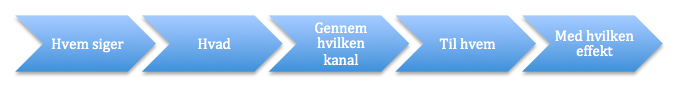 Hvem siger
Hvad
Gennem
hvilken
kanal
Til hvem
Med hvilken
effekt